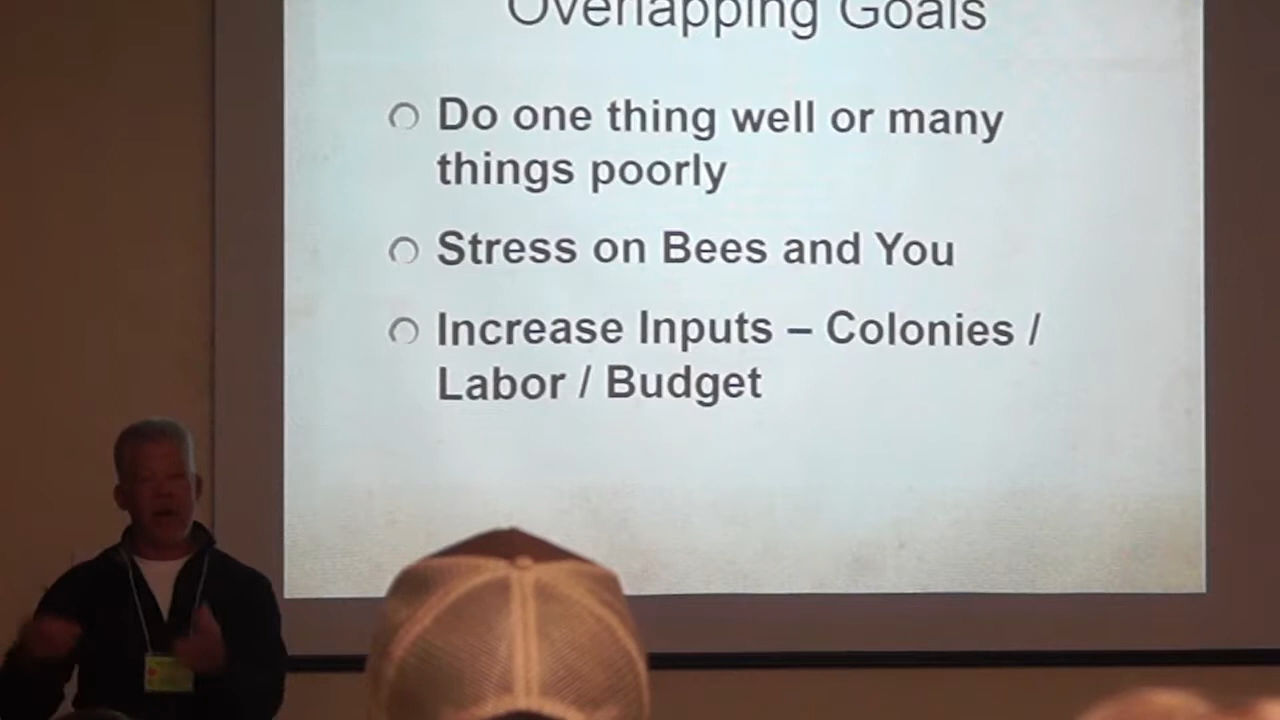 Overlapping Goals
Do one thing well or many
things poorly
Stress on Bees and You
Increase Inputs – Colonies /
Labor / Budget